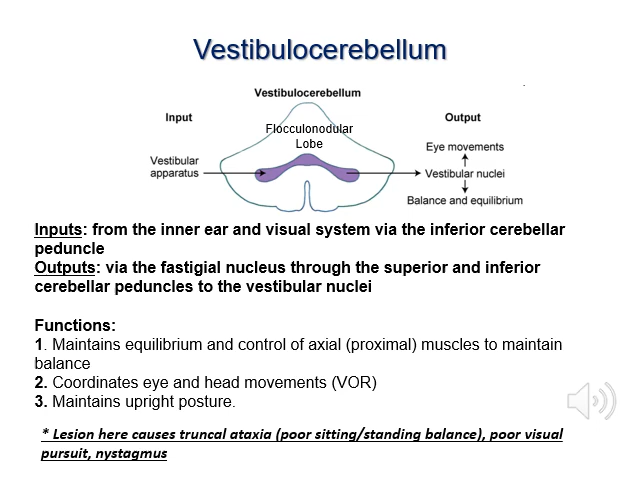 Vestibulocerebellum
Vestibulocerebellum
Input
Output
Flocculonodular
Lobe
Eye movements
Vestibular
apparatus
Vestibular nuclei
Balance and equilibrium
Inputs: from the inner ear and visual system via the inferior cerebellar
peduncle
Outputs: via the fastigial nucleus through the superior and inferior
cerebellar peduncles to the vestibular nuclei
Functions:
1. Maintains equilibrium and control of axial (proximal) muscles to maintain
balance
2. Coordinates eye and head movements (VOR)
3. Maintains upright posture.
* Lesion here causes truncal ataxia (poor sitting/standing balance), poor visual
pursuit, nystagmus